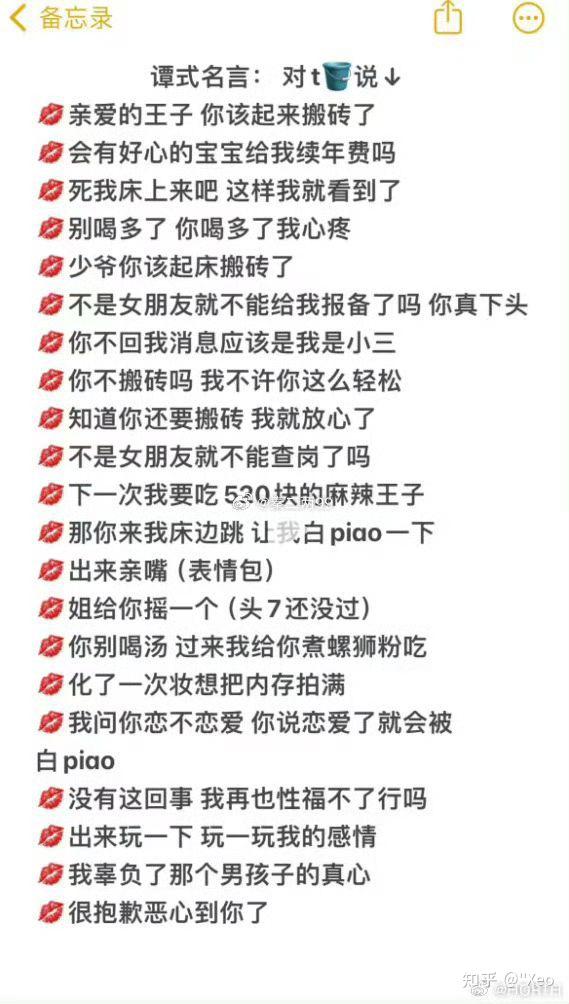 备忘录
谭式名言： 对t🪣说↓
💋亲爱的王子 你该起来搬砖了
💋会有好心的宝宝给我续年费吗
💋死我床上来吧 这样我就看到了
💋别喝多了 你喝多了我心疼
💋少爷你该起床搬砖了
💋不是女朋友就不能给我报备了吗 你真下头
💋你不回我消息应该是我是小三
💋你不搬砖吗 我不许你这么轻松
💋知道你还要搬砖 我就放心了
💋不是女朋友就不能查岗了吗
💋下一次我要吃520块的麻辣王子
💋那你来我床边跳 让我白piao一下
💋出来亲嘴（表情包）
💋姐给你摇一个（头7还没过）
💋你别喝汤 过来我给你煮螺狮粉吃
💋化了一次妆想把内存拍满
💋我问你恋不恋爱 你说恋爱了就会被
白piao
💋没有这回事 我再也性福不了行吗
💋出来玩一下 玩一玩我的感情
💋我辜负了那个男孩子的真心
💋很抱歉恶心到你了
知乎